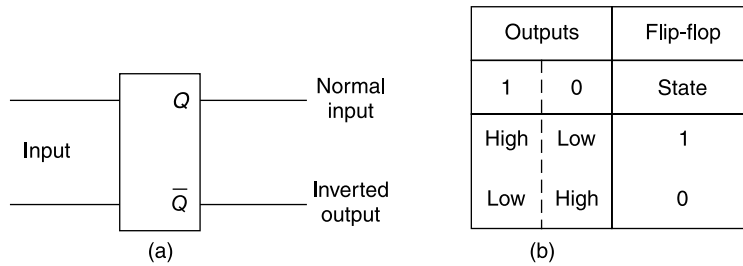 Input
Q
Q̅
Normal
input
Inverted
output
(a)
Outputs Flip-flop
1 0 State
High Low 1
Low High 0
(b)